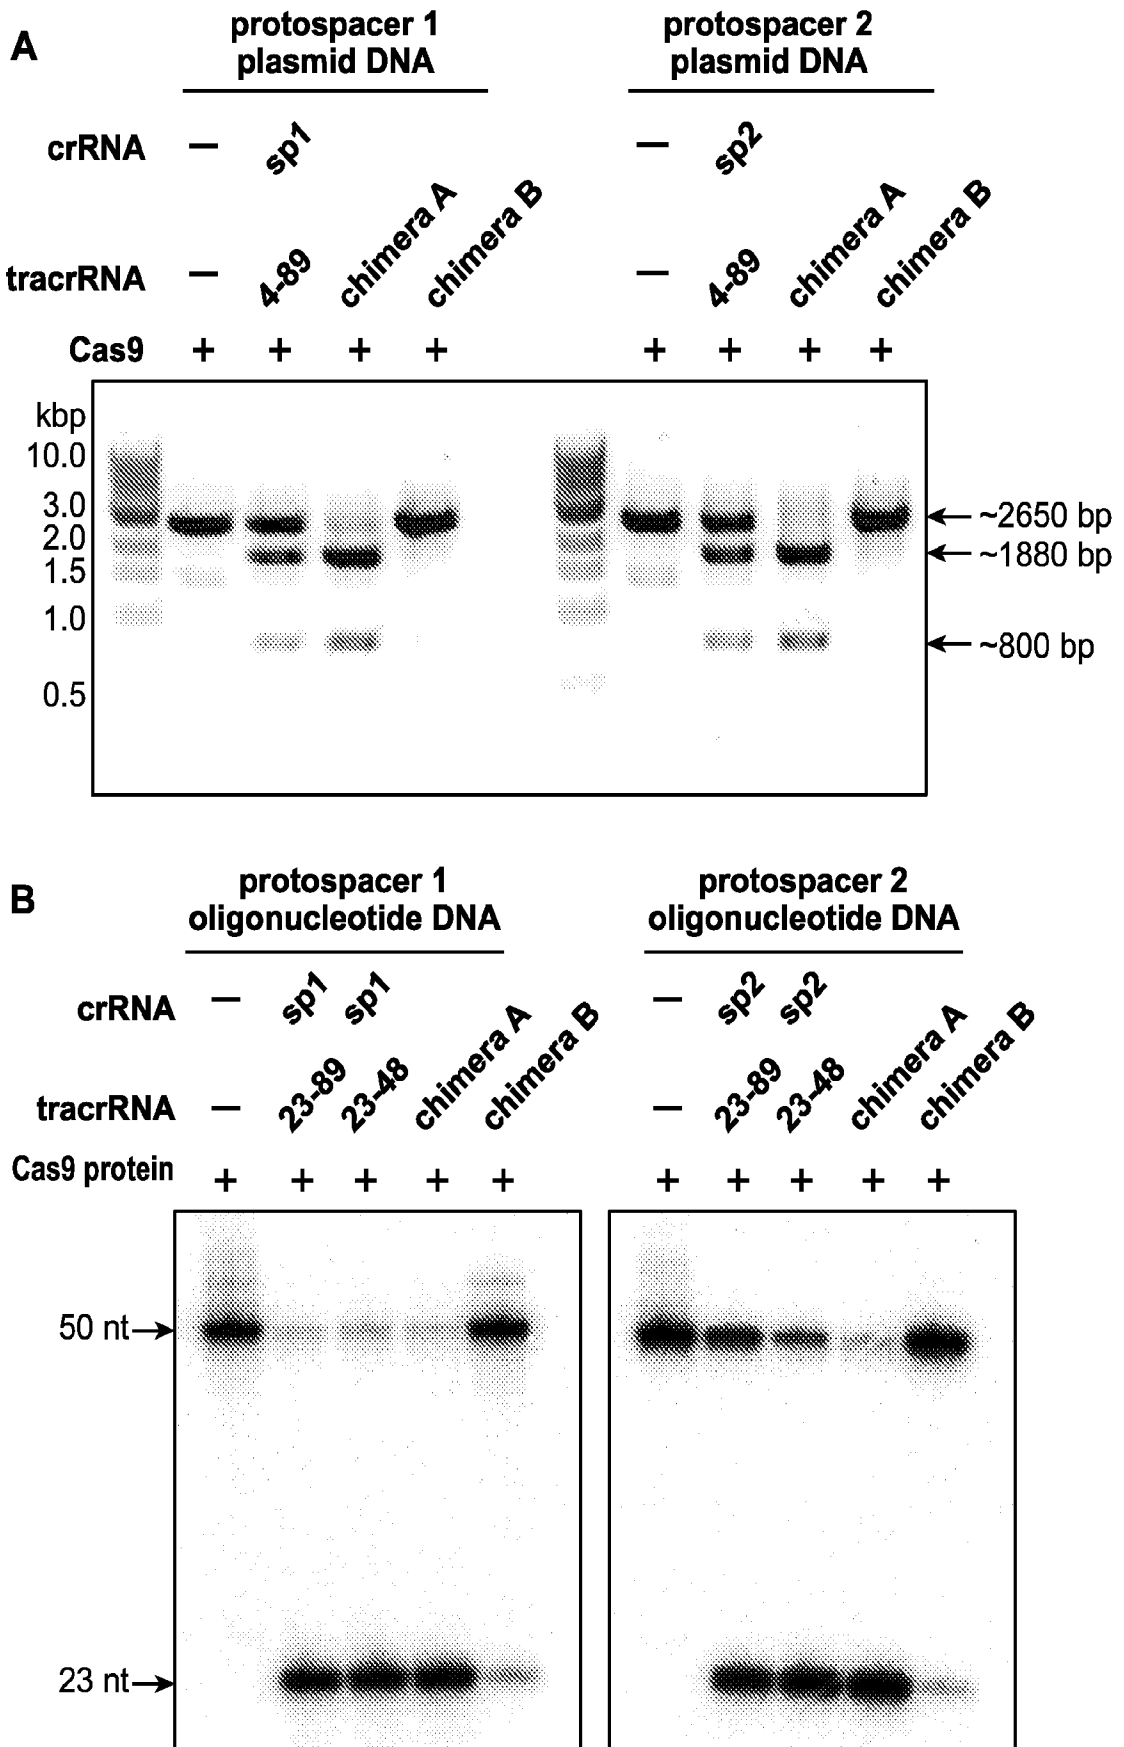 A
protospacer 1
plasmid DNA
protospacer 2
plasmid DNA
crRNA
—
sp1
—
sp2
tracrRNA
—
4-89
chimera A
chimera B
—
4-89
chimera A
chimera B
Cas9
+ + + +
+ + + +
kbp
10.0
3.0
2.0
1.5
1.0
0.5
~2650 bp
~1880 bp
~800 bp
B
protospacer 1
oligonucleotide DNA
protospacer 2
oligonucleotide DNA
crRNA
—
sp1
sp1
—
sp2
sp2
tracrRNA
—
23-89
23-48
chimera A
chimera B
—
23-89
23-48
chimera A
chimera B
Cas9 protein
+ + + + +
+ + + + +
50 nt
23 nt